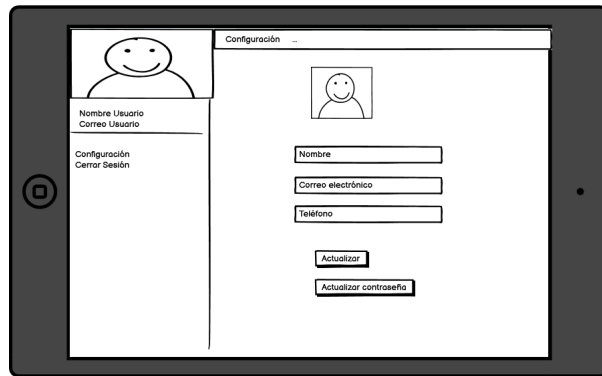 Configuración ...
Nombre Usuario
Correo Usuario
Configuración
Cerrar Sesión
Nombre
Correo electrónico
Teléfono
Actualizar
Actualizar contraseña